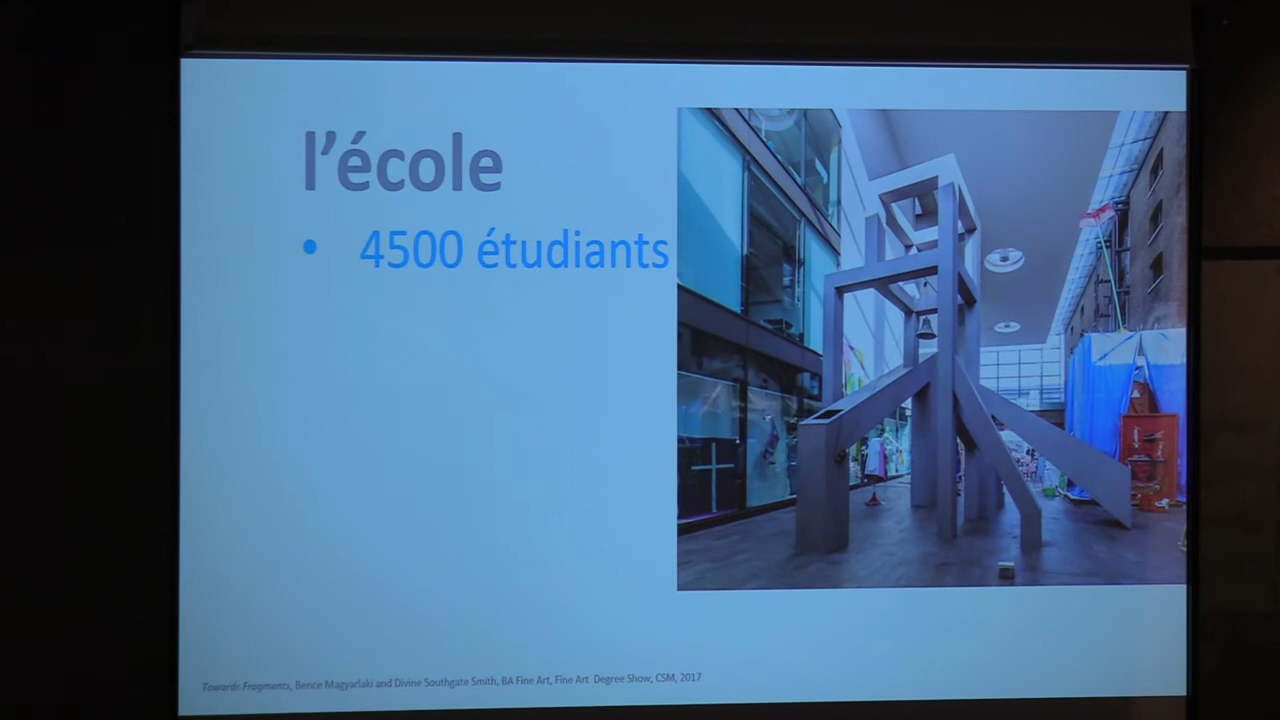 l’école
• 4500 étudiants
Towards Fragments, Bence Magyarlaki and Divine Southgate Smith, BA Fine Art, Fine Art Degree Show, CSM, 2017